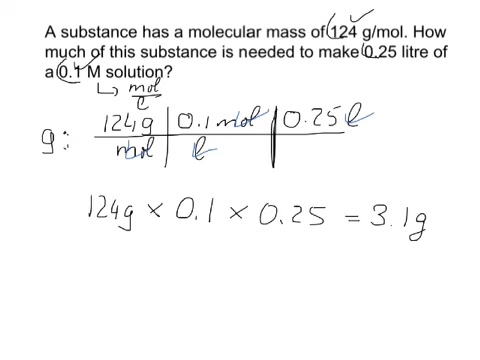 A substance has a molecular mass of 124 g/mol. How
much of this substance is needed to make 0.25 litre of
a 0.1 M solution?
↳ mol
l
g: 124g | 0.1 mol | 0.25 l
mol | l
124g × 0.1 × 0.25 = 3.1g